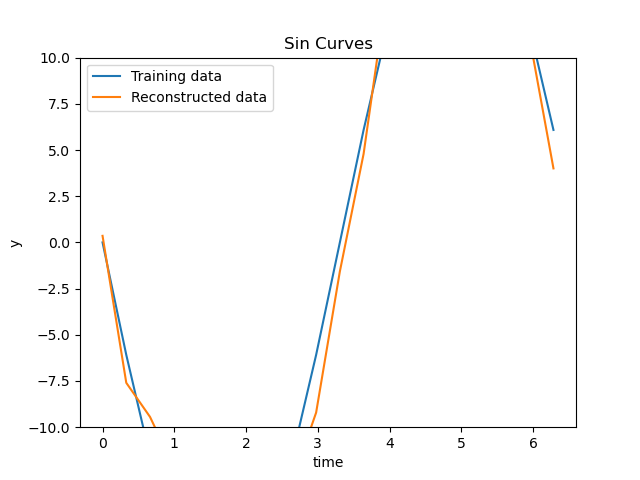 Sin Curves
Training data
Reconstructed data
10.0
7.5
5.0
2.5
0.0
−2.5
−5.0
−7.5
−10.0
y
0 1 2 3 4 5 6
time